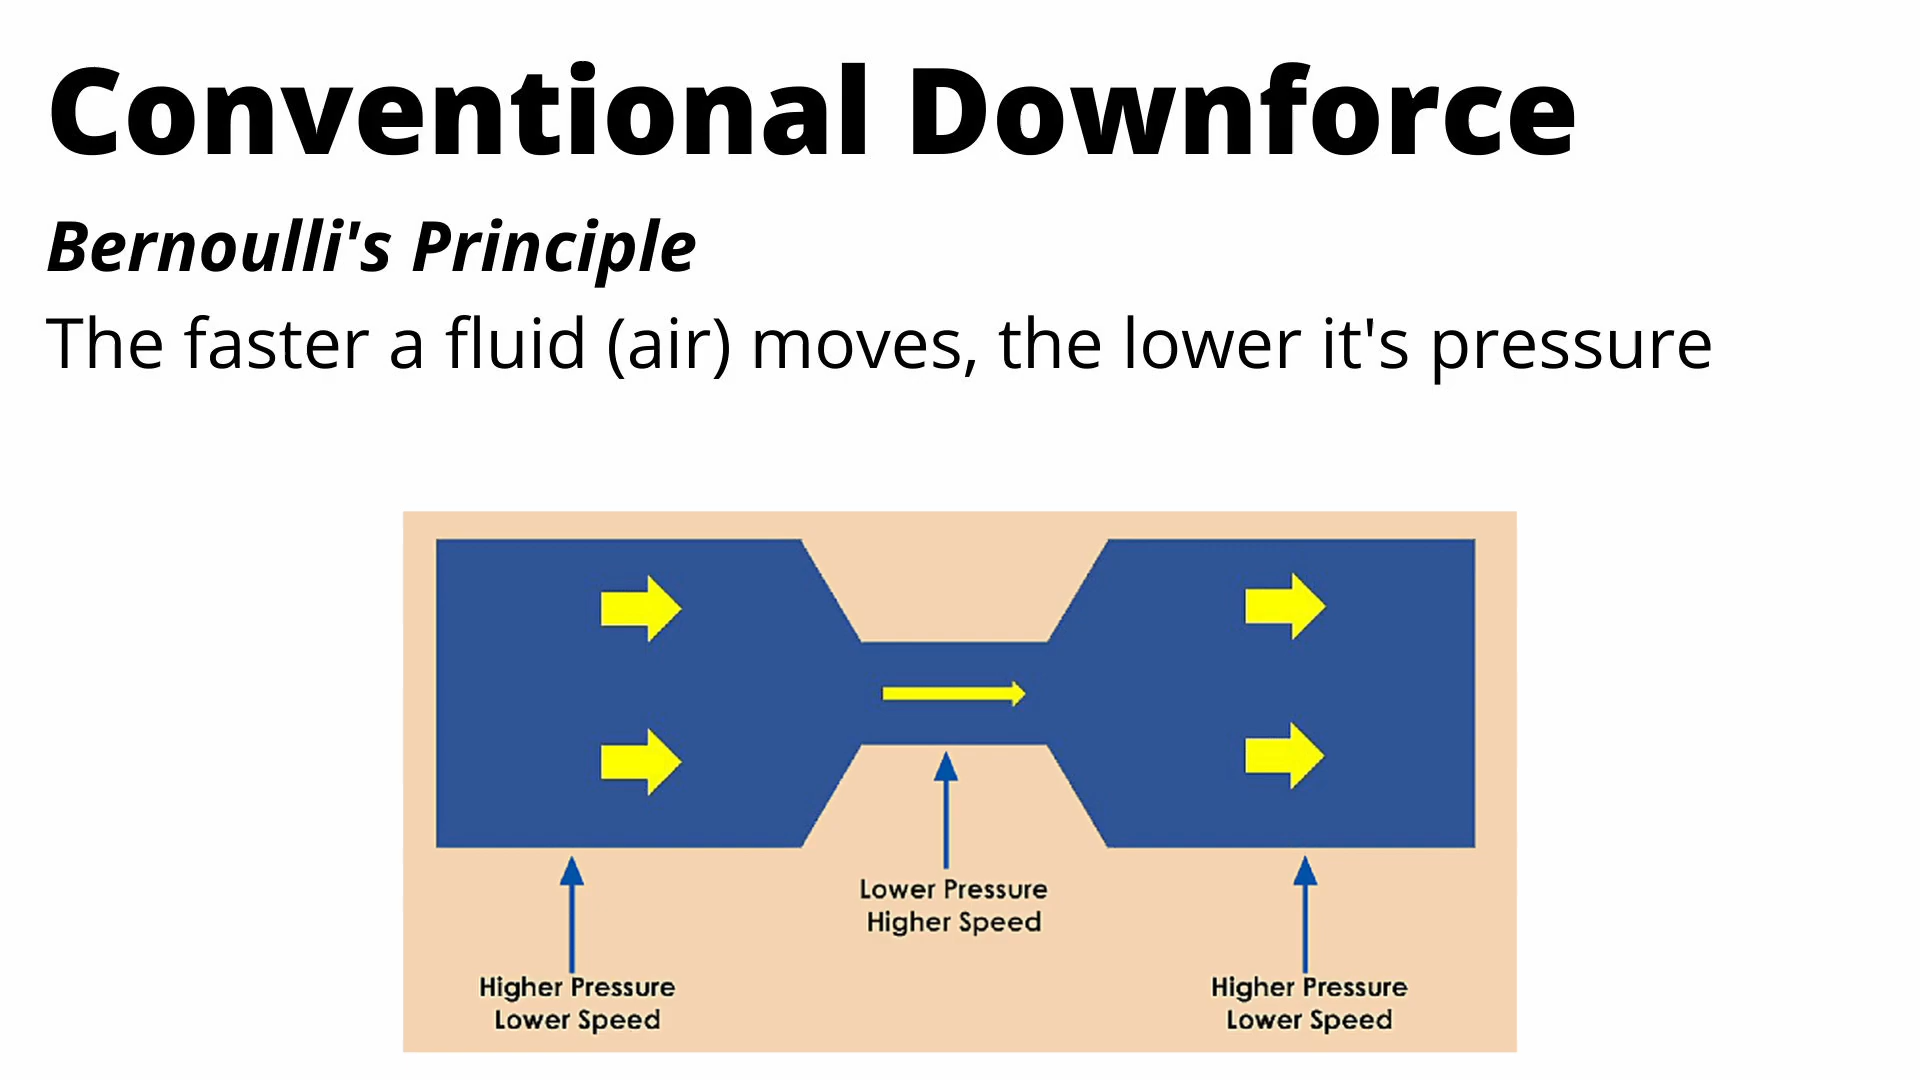 Conventional Downforce
Bernoulli's Principle
The faster a fluid (air) moves, the lower it's pressure
Lower Pressure
Higher Speed
Higher Pressure
Lower Speed
Higher Pressure
Lower Speed